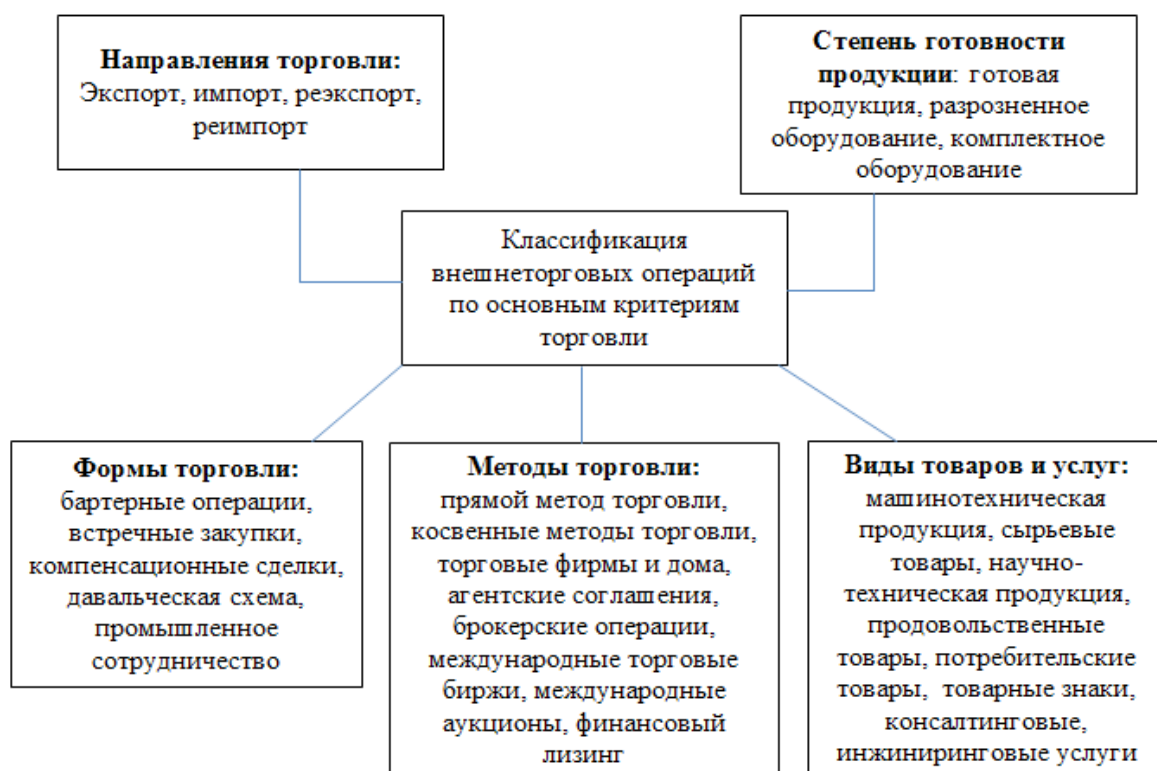 Направления торговли:
Экспорт, импорт, реэкспорт,
реимпорт
Степень готовности
продукции: готовая
продукция, разрозненное
оборудование, комплектное
оборудование
Классификация
внешнеторговых операций
по основным критериям
торговли
Формы торговли:
бартерные операции,
встречные закупки,
компенсационные сделки,
давальческая схема,
промышленное
сотрудничество
Методы торговли:
прямой метод торговли,
косвенные методы торговли,
торговые фирмы и дома,
агентские соглашения,
брокерские операции,
международные торговые
биржи, международные
аукционы, финансовый
лизинг
Виды товаров и услуг:
машинотехническая
продукция, сырьевые
товары, научно-
техническая продукция,
продовольственные
товары, потребительские
товары, товарные знаки,
консалтинговые,
инжиниринговые услуги